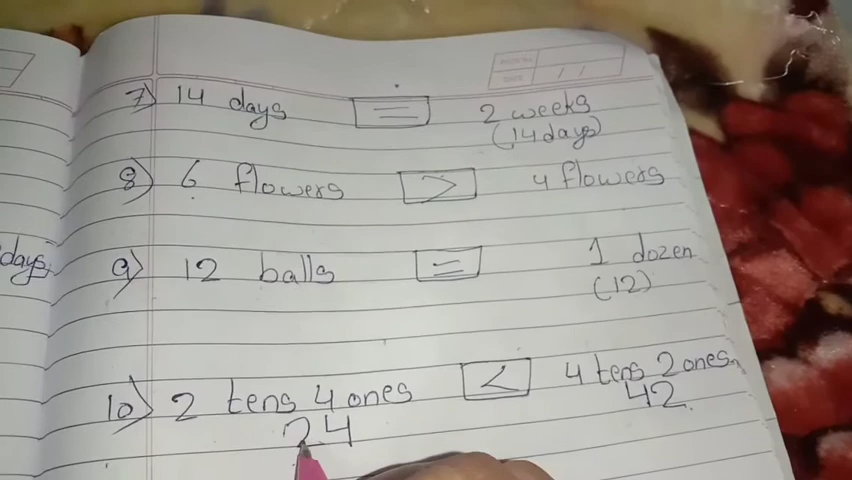 7) 14 days = 2 weeks
(14 days)
8) 6 flowers > 4 flowers
days
9) 12 balls = 1 dozen
(12)
10) 2 tens 4 ones < 4 tens 2 ones
24 42